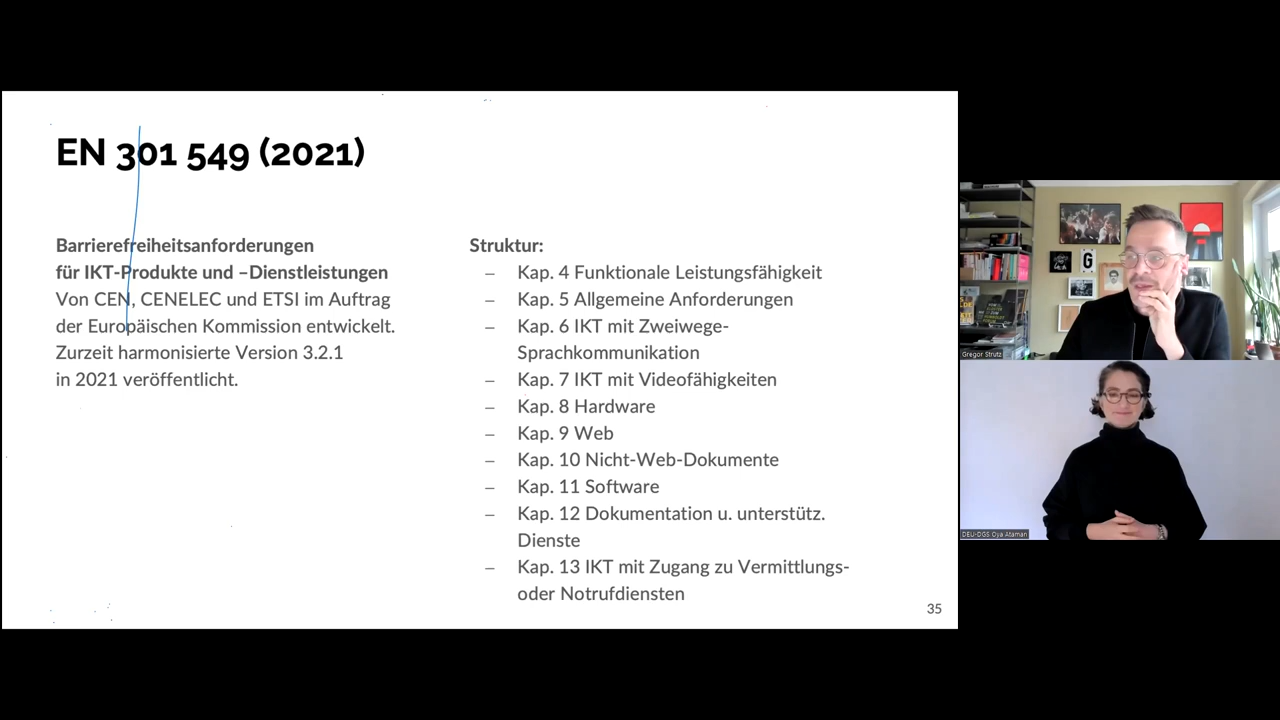 EN 301 549 (2021)
Barrierefreiheitsanforderungen
für IKT-Produkte und –Dienstleistungen
Von CEN, CENELEC und ETSI im Auftrag
der Europäischen Kommission entwickelt.
Zurzeit harmonisierte Version 3.2.1
in 2021 veröffentlicht.
Struktur:
– Kap. 4 Funktionale Leistungsfähigkeit
– Kap. 5 Allgemeine Anforderungen
– Kap. 6 IKT mit Zweiwege-
Sprachkommunikation
– Kap. 7 IKT mit Videofähigkeiten
– Kap. 8 Hardware
– Kap. 9 Web
– Kap. 10 Nicht-Web-Dokumente
– Kap. 11 Software
– Kap. 12 Dokumentation u. unterstütz.
Dienste
– Kap. 13 IKT mit Zugang zu Vermittlungs-
oder Notrufdiensten
35
G
Gregor Strutz
DEU-DGS Oya Ataman